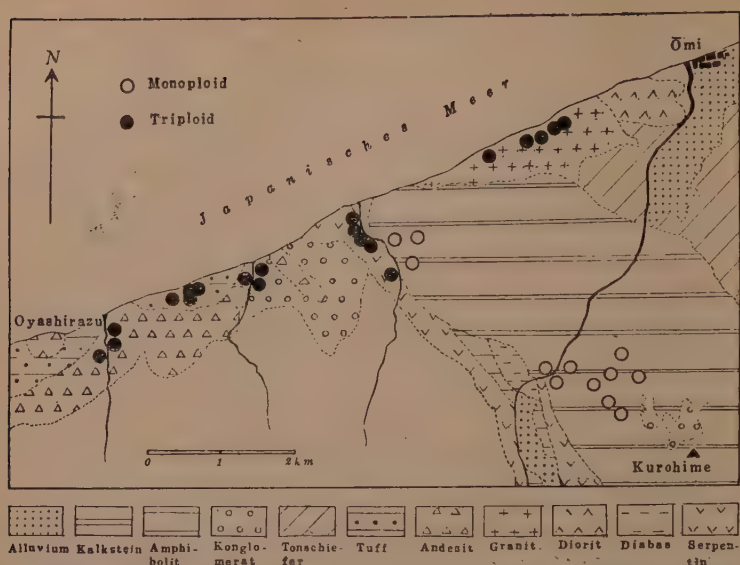 N
Ōmi
Monoploid
Triploid
Japanisches Meer
Oyashirazu
0 1 2 km
Kurohime
Alluvium Kalkstein Amphi- Konglo- Tonschie- Tuff Andesit Granit. Diorit Diabas Serpen-
bolit merat fer tin